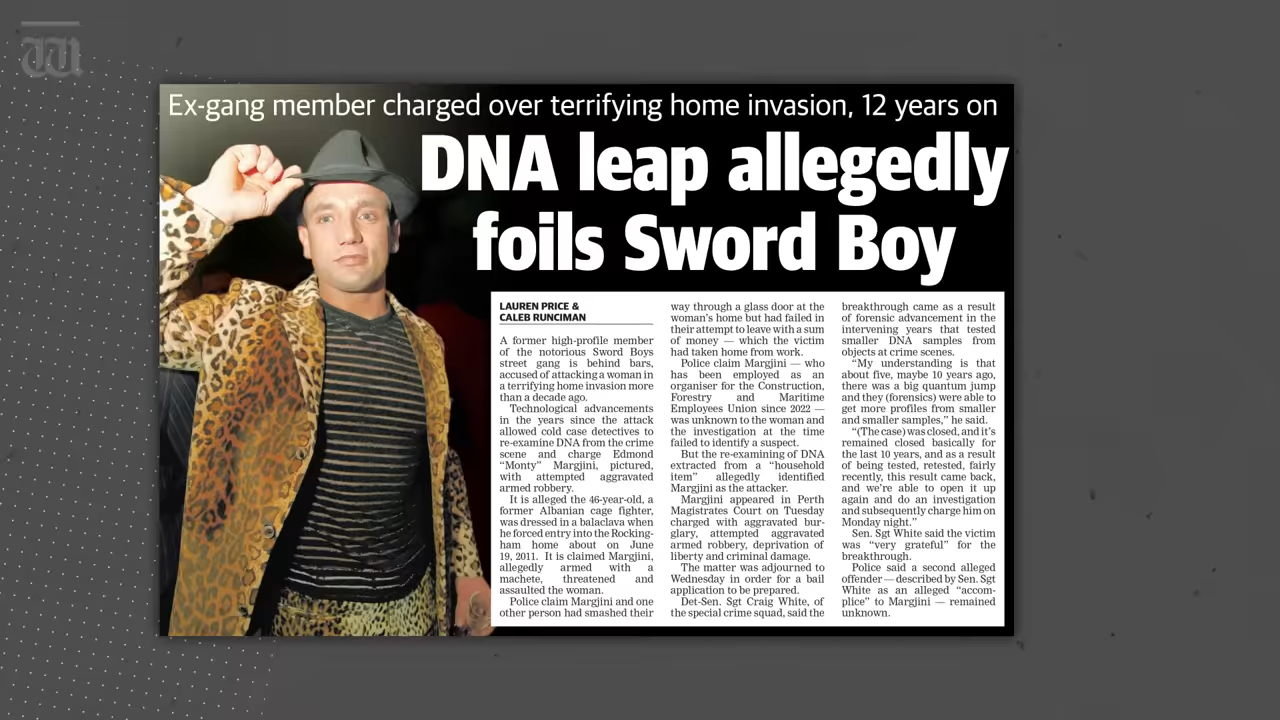 W
Ex-gang member charged over terrifying home invasion, 12 years on
DNA leap allegedly
foils Sword Boy
LAUREN PRICE &
CALEB RUNCIMAN
A former high-profile member
of the notorious Sword Boys
street gang is behind bars,
accused of attacking a woman in
a terrifying home invasion more
than a decade ago.
Technological advancements
in the years since the attack
allowed cold case detectives to
re-examine DNA from the crime
scene and charge Edmond
“Monty” Margjini, pictured,
with attempted aggravated
armed robbery.
It is alleged the 46-year-old, a
former Albanian cage fighter,
was dressed in a balaclava when
he forced entry into the Rocking-
ham home about on June
19, 2011. It is claimed Margjini,
allegedly armed with a
machete, threatened and
assaulted the woman.
Police claim Margjini and one
other person had smashed their
way through a glass door at the
woman’s home but had failed in
their attempt to leave with a sum
of money — which the victim
had taken home from work.
Police claim Margjini — who
has been employed as an
organiser for the Construction,
Forestry and Maritime
Employees Union since 2022 —
was unknown to the woman and
the investigation at the time
failed to identify a suspect.
But the re-examining of DNA
extracted from a “household
item” allegedly identified
Margjini as the attacker.
Margjini appeared in Perth
Magistrates Court on Tuesday
charged with aggravated bur-
glary, attempted aggravated
armed robbery, deprivation of
liberty and criminal damage.
The matter was adjourned to
Wednesday in order for a bail
application to be prepared.
Det-Sen. Sgt Craig White, of
the special crime squad, said the
breakthrough came as a result
of forensic advancement in the
intervening years that tested
smaller DNA samples from
objects at crime scenes.
“My understanding is that
about five, maybe 10 years ago,
there was a big quantum jump
and they (forensics) were able to
get more profiles from smaller
and smaller samples,” he said.
“(The case) was closed, and it’s
remained closed basically for
the last 10 years, and as a result
of being tested, retested, fairly
recently, this result came back,
and we’re able to open it up
again and do an investigation
and subsequently charge him on
Monday night.”
Sen. Sgt White said the victim
was “very grateful” for the
breakthrough.
Police said a second alleged
offender — described by Sen. Sgt
White as an alleged “accom-
plice” to Margjini — remained
unknown.